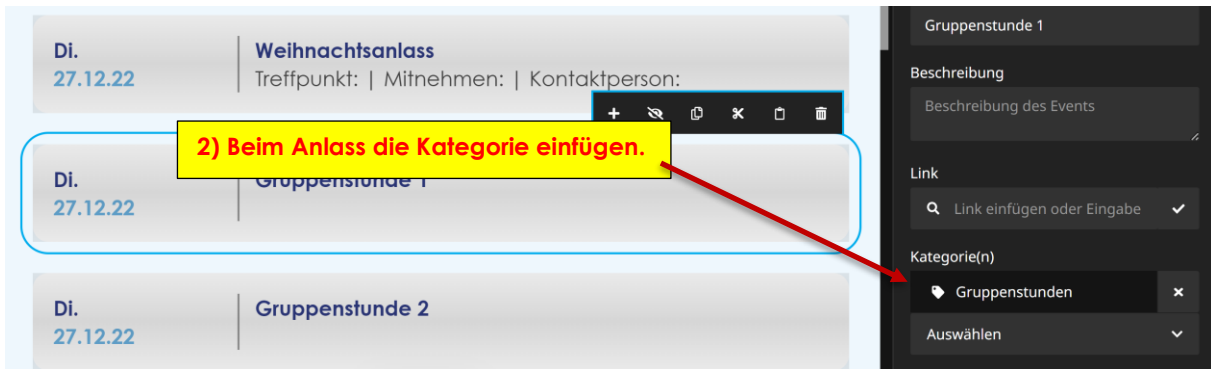 Di.
27.12.22
Weihnachtsanlass
Treffpunkt: | Mitnehmen: | Kontaktperson:
2) Beim Anlass die Kategorie einfügen.
Di.
27.12.22
Gruppenstunde 1
Di.
27.12.22
Gruppenstunde 2
Gruppenstunde 1
Beschreibung
Beschreibung des Events
Link
Link einfügen oder Eingabe
Kategorie(n)
Gruppenstunden
Auswählen